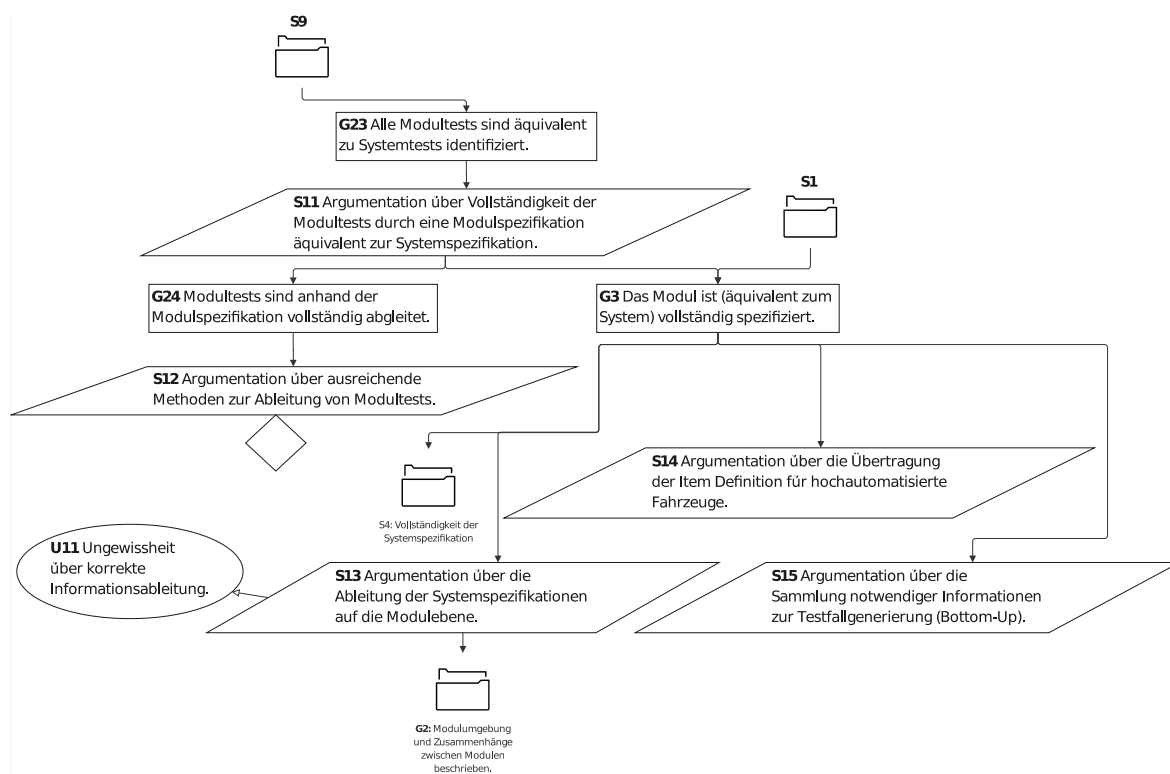 S9
G23 Alle Modultests sind äquivalent
zu Systemtests identifiziert.
S1
S11 Argumentation über Vollständigkeit der
Modultests durch eine Modulspezifikation
äquivalent zur Systemspezifikation.
G24 Modultests sind anhand der
Modulspezifikation vollständig abgleitet.
G3 Das Modul ist (äquivalent zum
System) vollständig spezifiziert.
S12 Argumentation über ausreichende
Methoden zur Ableitung von Modultests.
S14 Argumentation über die Übertragung
der Item Definition für hochautomatisierte
Fahrzeuge.
S4: Vollständigkeit der
Systemspezifikation
U11 Ungewissheit
über korrekte
Informationsableitung.
S13 Argumentation über die
Ableitung der Systemspezifikationen
auf die Modulebene.
S15 Argumentation über die
Sammlung notwendiger Informationen
zur Testfallgenerierung (Bottom-Up).
G2: Modulumgebung
und Zusammenhänge
zwischen Modulen
beschrieben.